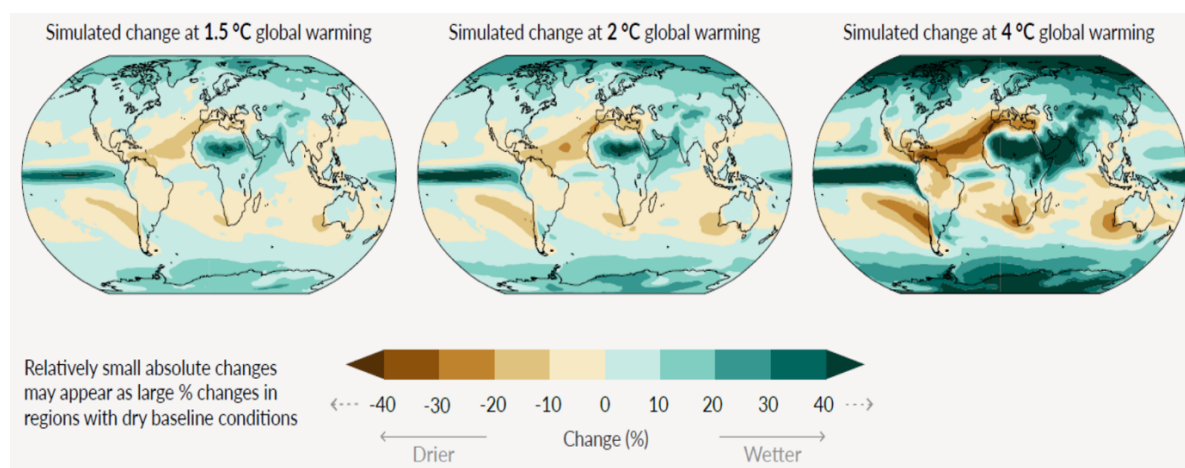 Simulated change at 1.5 °C global warming
Simulated change at 2 °C global warming
Simulated change at 4 °C global warming
Relatively small absolute changes
may appear as large % changes in
regions with dry baseline conditions
-40 -30 -20 -10 0 10 20 30 40
Change (%)
Drier
Wetter